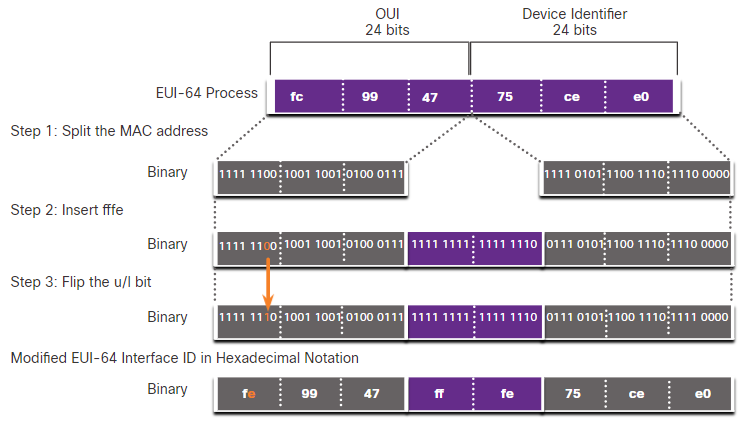 OUI Device Identifier
24 bits 24 bits
EUI-64 Process fc 99 47 75 ce e0
Step 1: Split the MAC address
Binary 1111 1100 1001 1001 0100 0111 1111 0101 1100 1110 1110 0000
Step 2: Insert fffe
Binary 1111 1100 1001 1001 0100 0111 1111 1111 1111 1110 0111 0101 1100 1110 1110 0000
Step 3: Flip the u/l bit
Binary 1111 1110 1001 1001 0100 0111 1111 1111 1111 1110 0111 0101 1100 1110 1111 0000
Modified EUI-64 Interface ID in Hexadecimal Notation
Binary fe 99 47 ff fe 75 ce e0